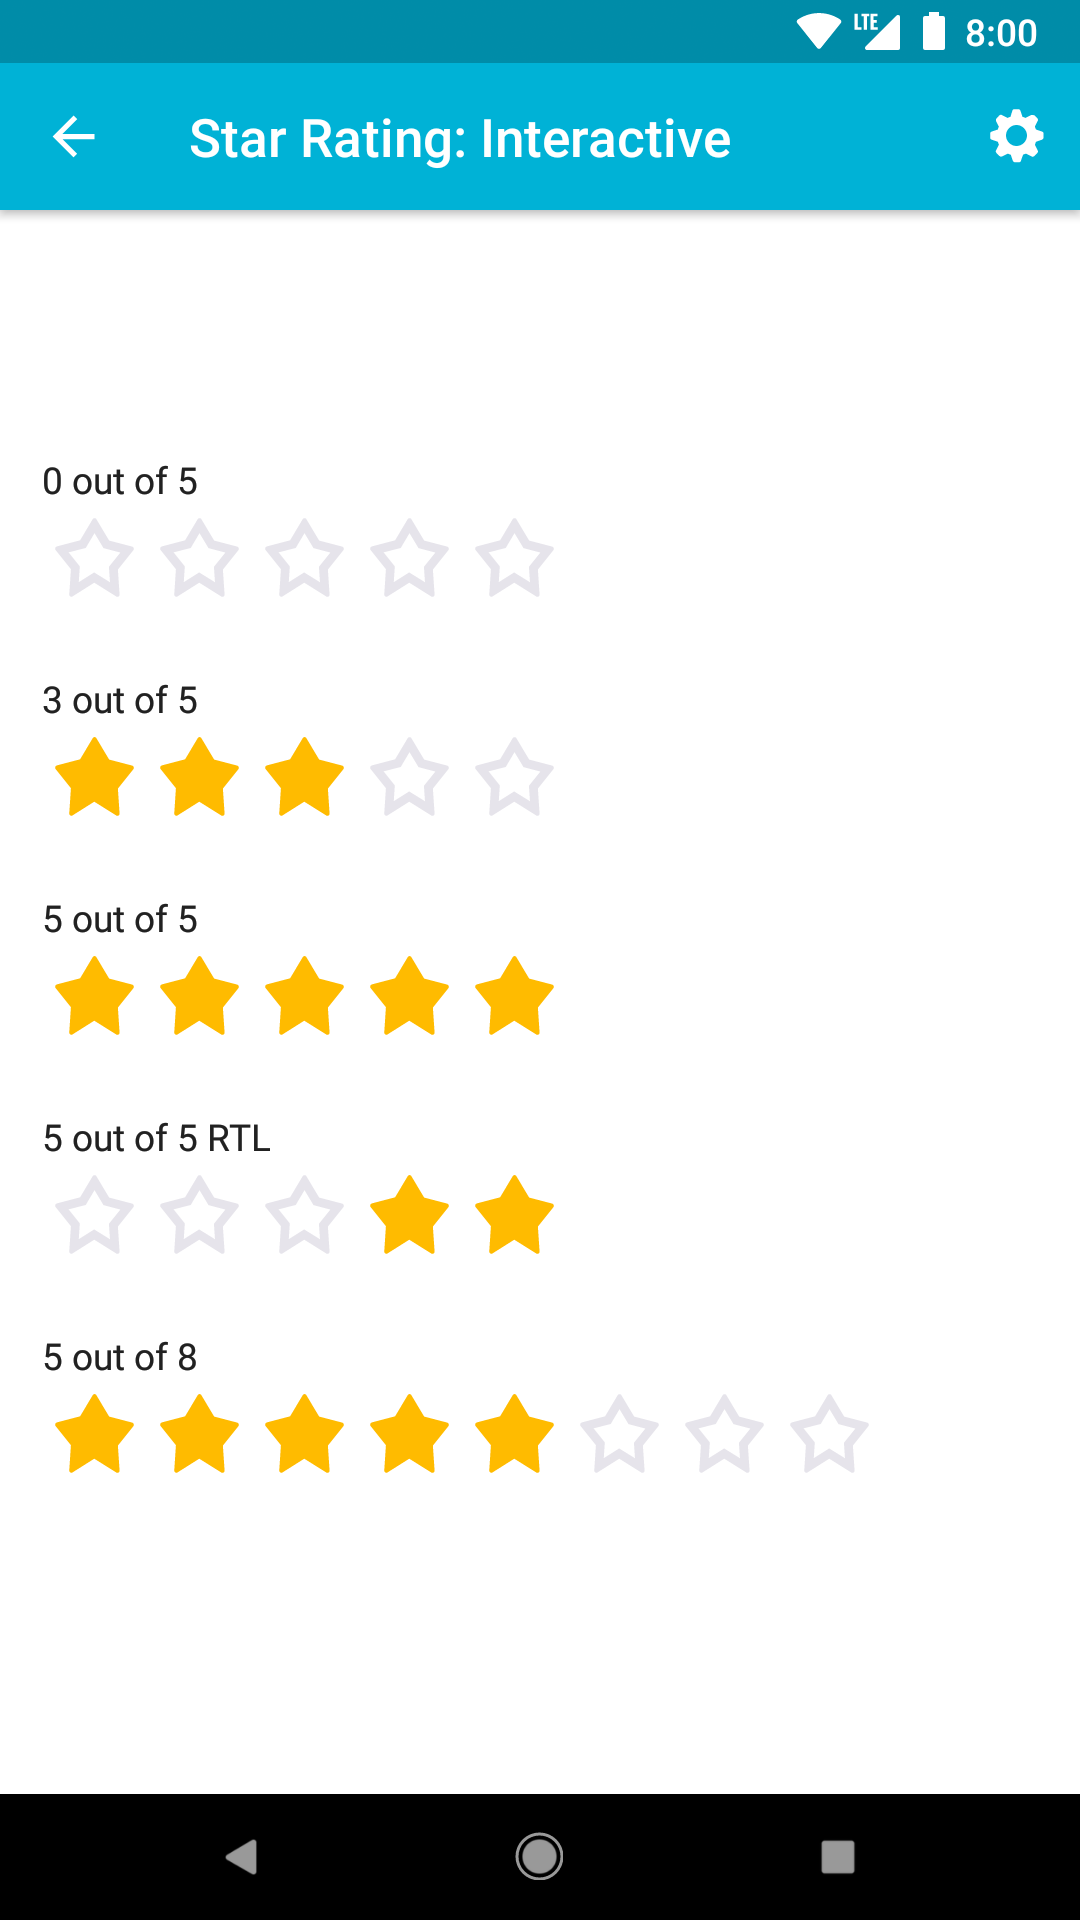 LTE 8:00
Star Rating: Interactive
0 out of 5
3 out of 5
5 out of 5
5 out of 5 RTL
5 out of 8